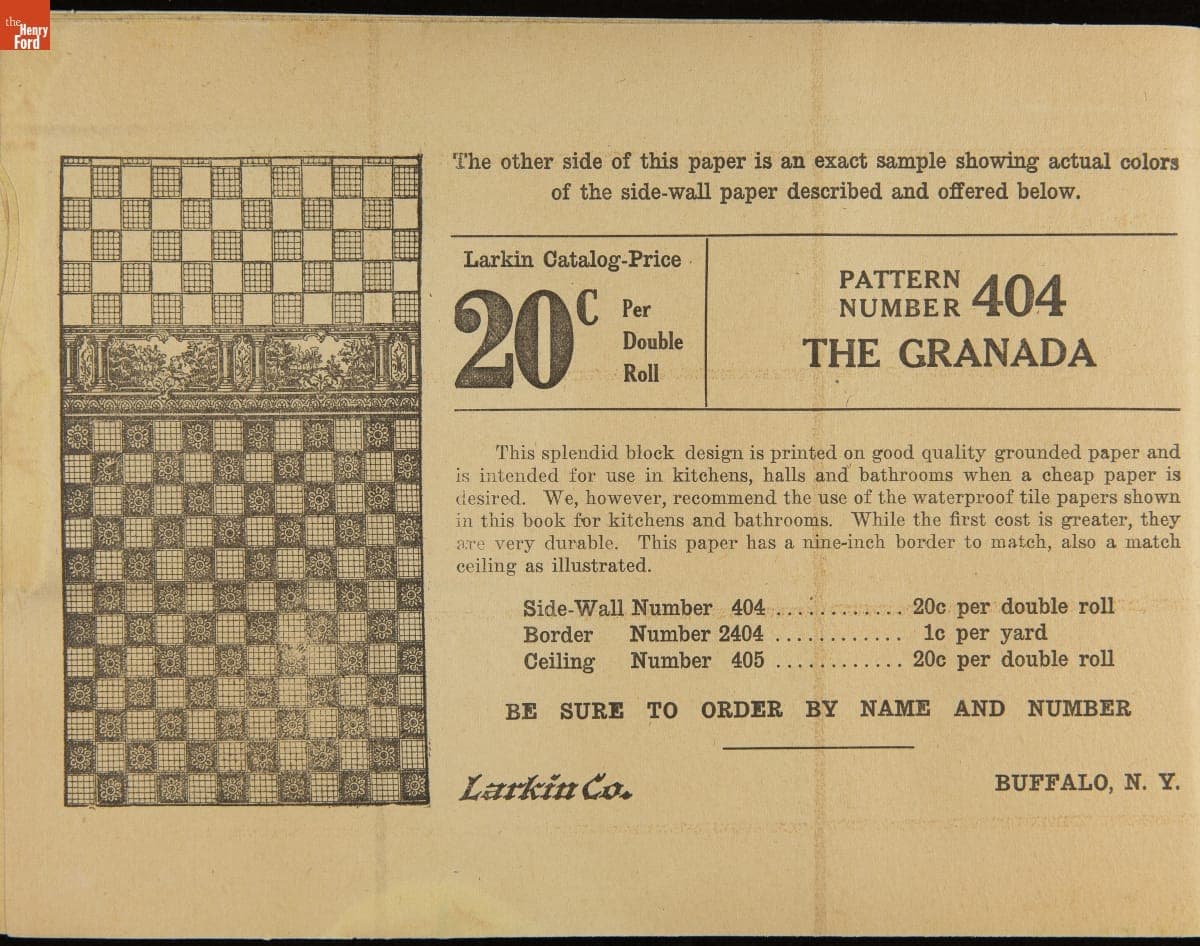 the
Henry
Ford
The other side of this paper is an exact sample showing actual colors
of the side-wall paper described and offered below.
Larkin Catalog-Price
20c Per
Double
Roll
PATTERN
NUMBER 404
THE GRANADA
This splendid block design is printed on good quality grounded paper and
is intended for use in kitchens, halls and bathrooms when a cheap paper is
desired. We, however, recommend the use of the waterproof tile papers shown
in this book for kitchens and bathrooms. While the first cost is greater, they
are very durable. This paper has a nine-inch border to match, also a match
ceiling as illustrated.
Side-Wall Number 404 ............ 20c per double roll
Border Number 2404 ............ 1c per yard
Ceiling Number 405 ............ 20c per double roll
BE SURE TO ORDER BY NAME AND NUMBER
Larkin Co.
BUFFALO, N. Y.